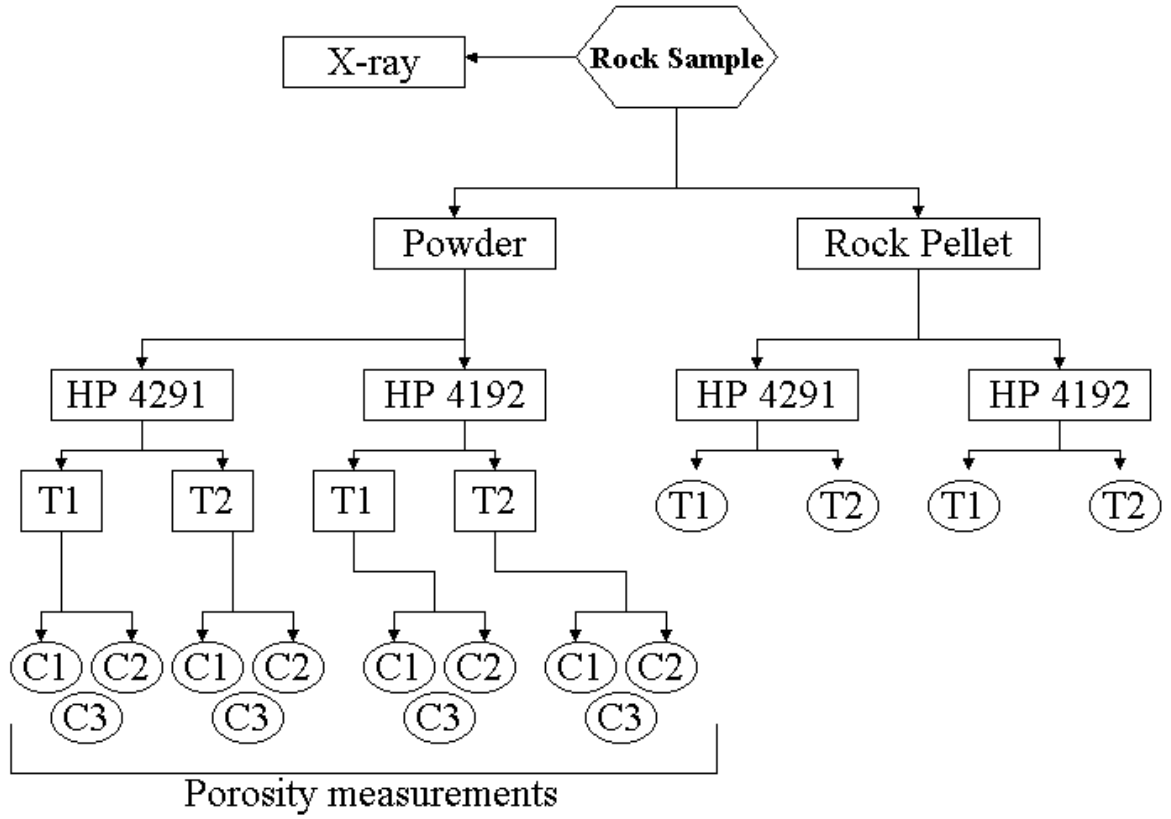 Rock Sample
X-ray
Powder
Rock Pellet
HP 4291
HP 4192
HP 4291
HP 4192
T1
T2
T1
T2
T1
T2
T1
T2
C1
C2
C1
C2
C1
C2
C1
C2
C3
C3
C3
C3
Porosity measurements